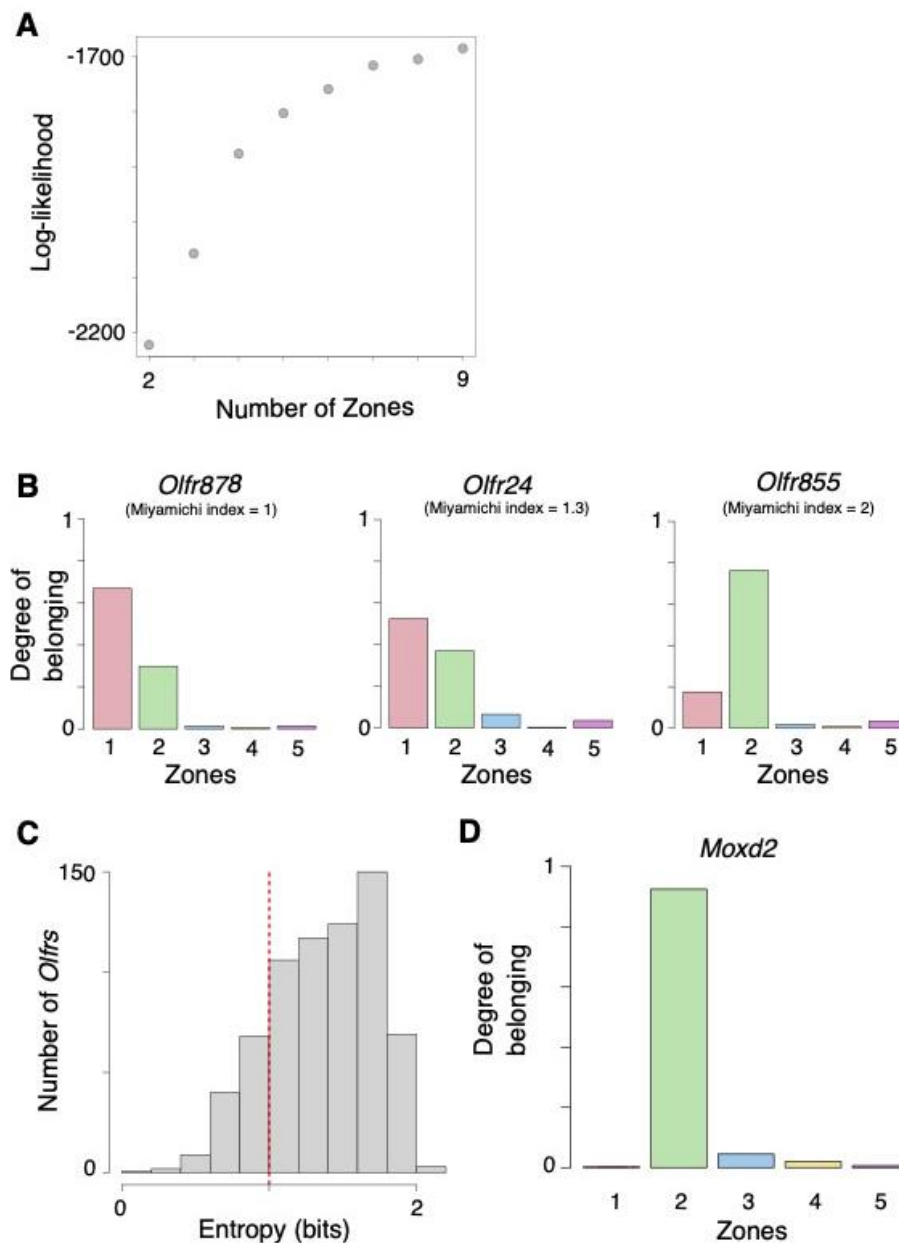 A
-1700
Log-likelihood
-2200
2
9
Number of Zones
B
Olfr878
(Miyamichi index = 1)
1
Degree of
belonging
0
1 2 3 4 5
Zones
Olfr24
(Miyamichi index = 1.3)
1
0
1 2 3 4 5
Zones
Olfr855
(Miyamichi index = 2)
1
0
1 2 3 4 5
Zones
C
150
Number of Olfrs
0
0
2
Entropy (bits)
D
Moxd2
1
Degree of
belonging
0
1 2 3 4 5
Zones